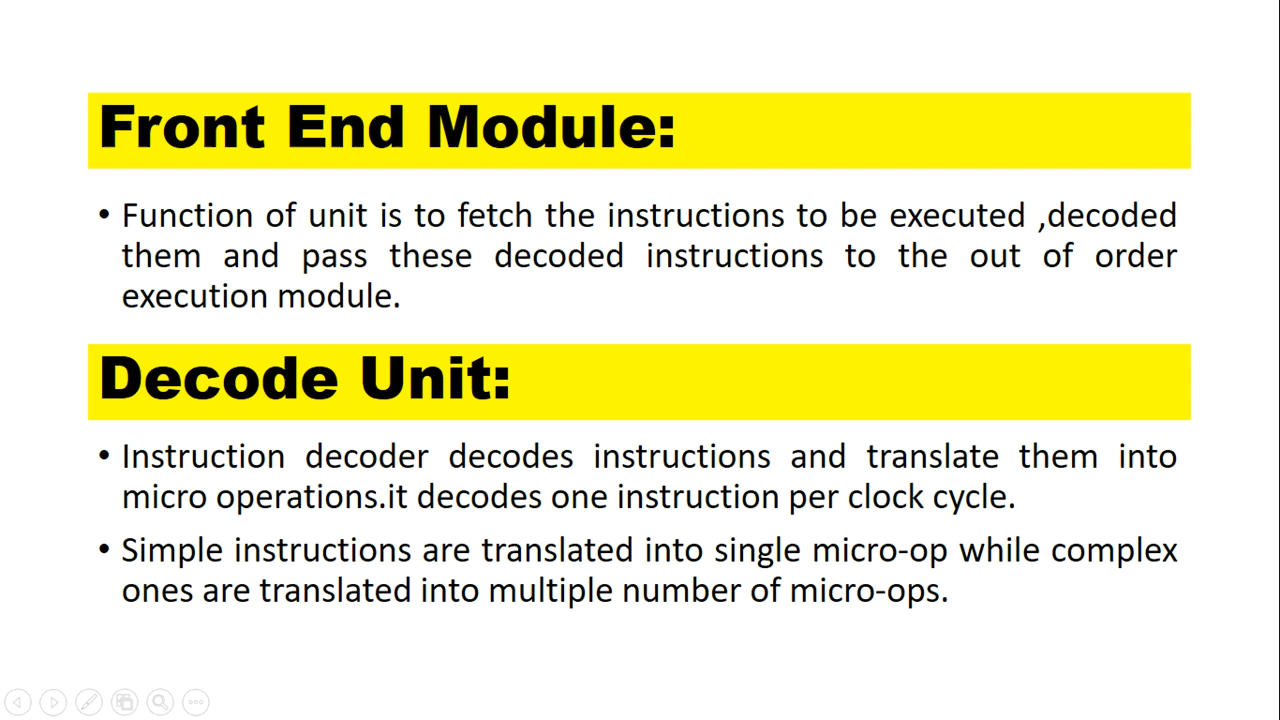 Front End Module:
• Function of unit is to fetch the instructions to be executed ,decoded
them and pass these decoded instructions to the out of order
execution module.
Decode Unit:
• Instruction decoder decodes instructions and translate them into
micro operations.it decodes one instruction per clock cycle.
• Simple instructions are translated into single micro-op while complex
ones are translated into multiple number of micro-ops.